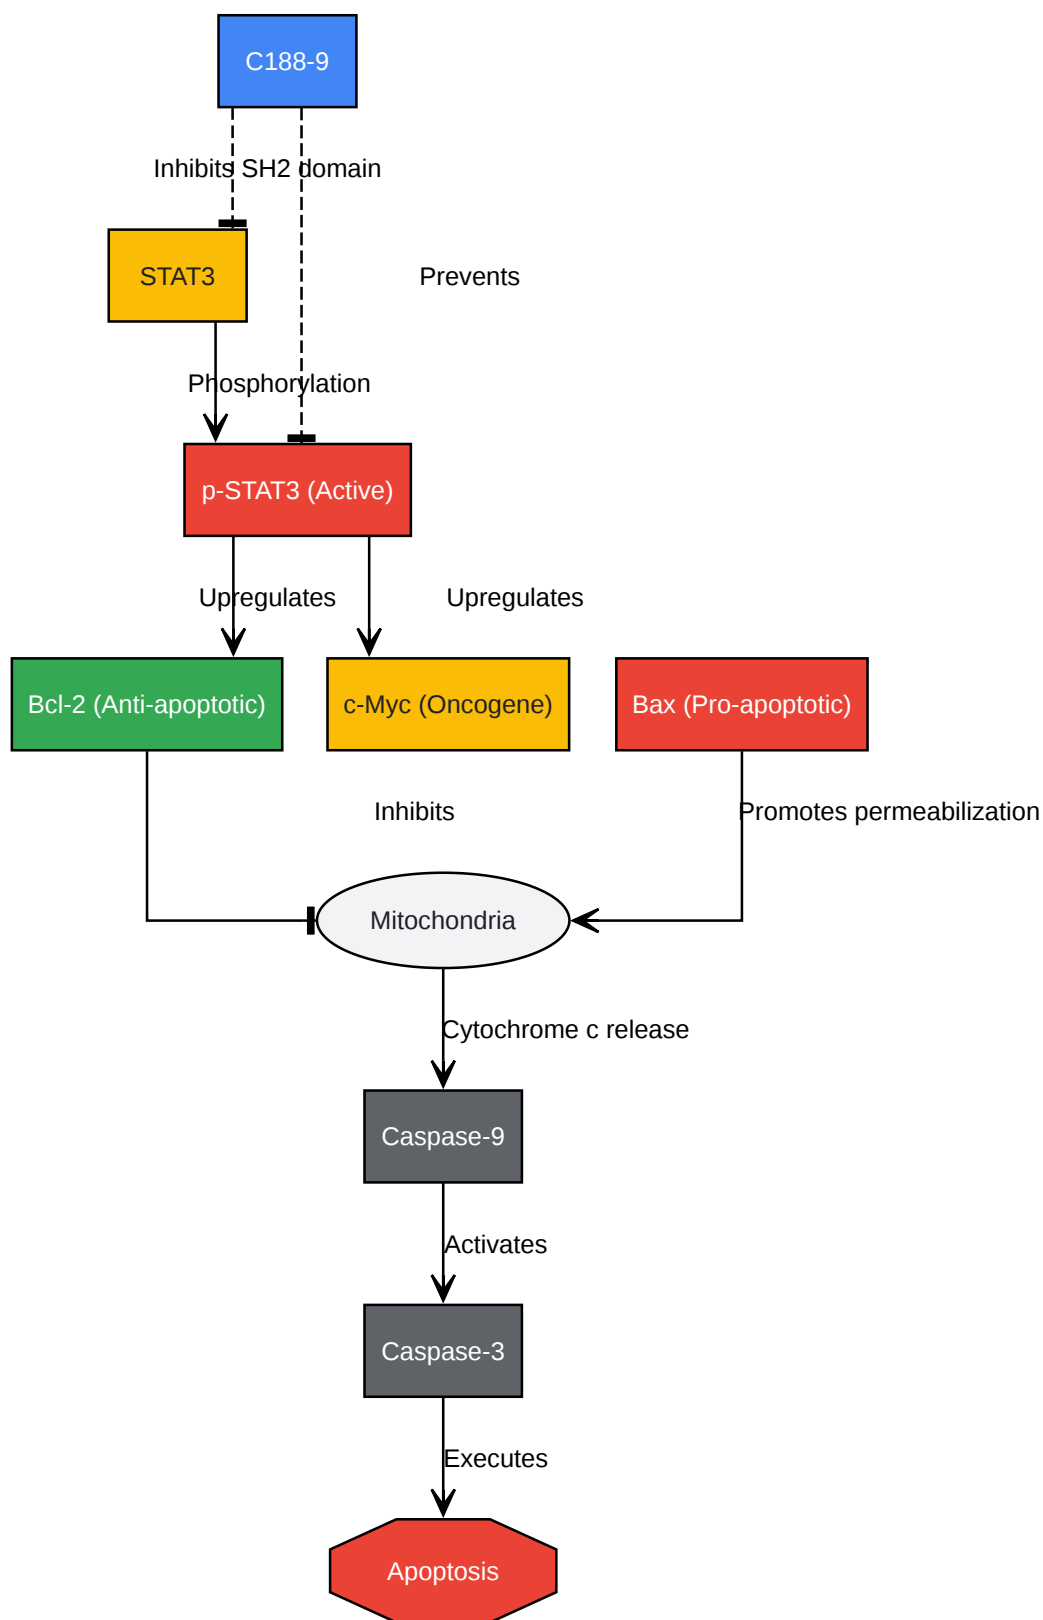 C188-9
Inhibits SH2 domain
STAT3
Prevents
Phosphorylation
p-STAT3 (Active)
Upregulates
Upregulates
Bcl-2 (Anti-apoptotic)
c-Myc (Oncogene)
Bax (Pro-apoptotic)
Inhibits
Promotes permeabilization
Mitochondria
Cytochrome c release
Caspase-9
Activates
Caspase-3
Executes
Apoptosis